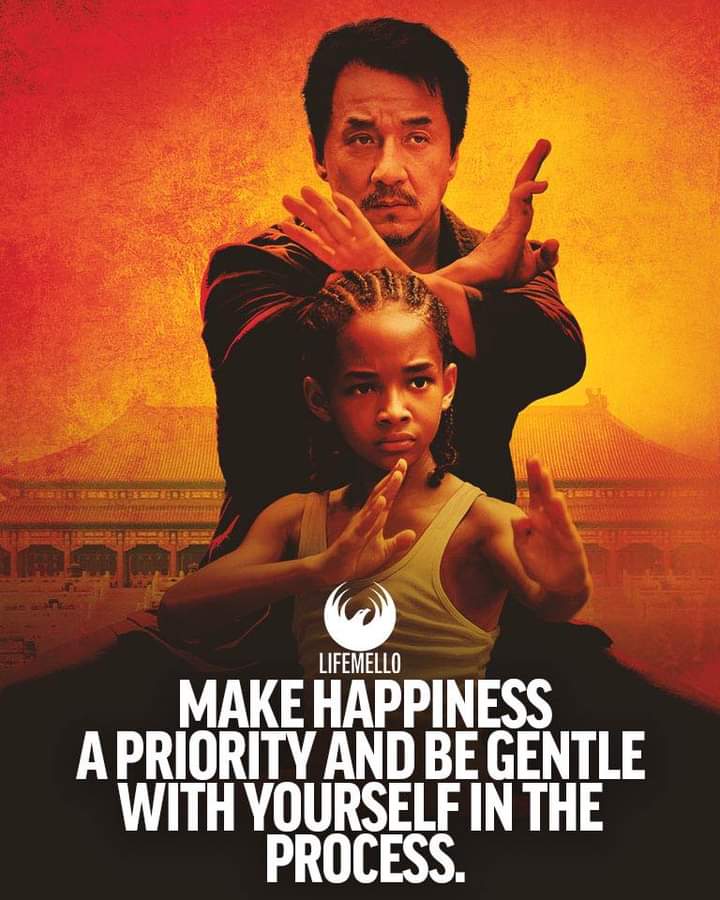 LIFEMELLO
MAKE HAPPINESS
A PRIORITY AND BE GENTLE
WITH YOURSELF IN THE
PROCESS.